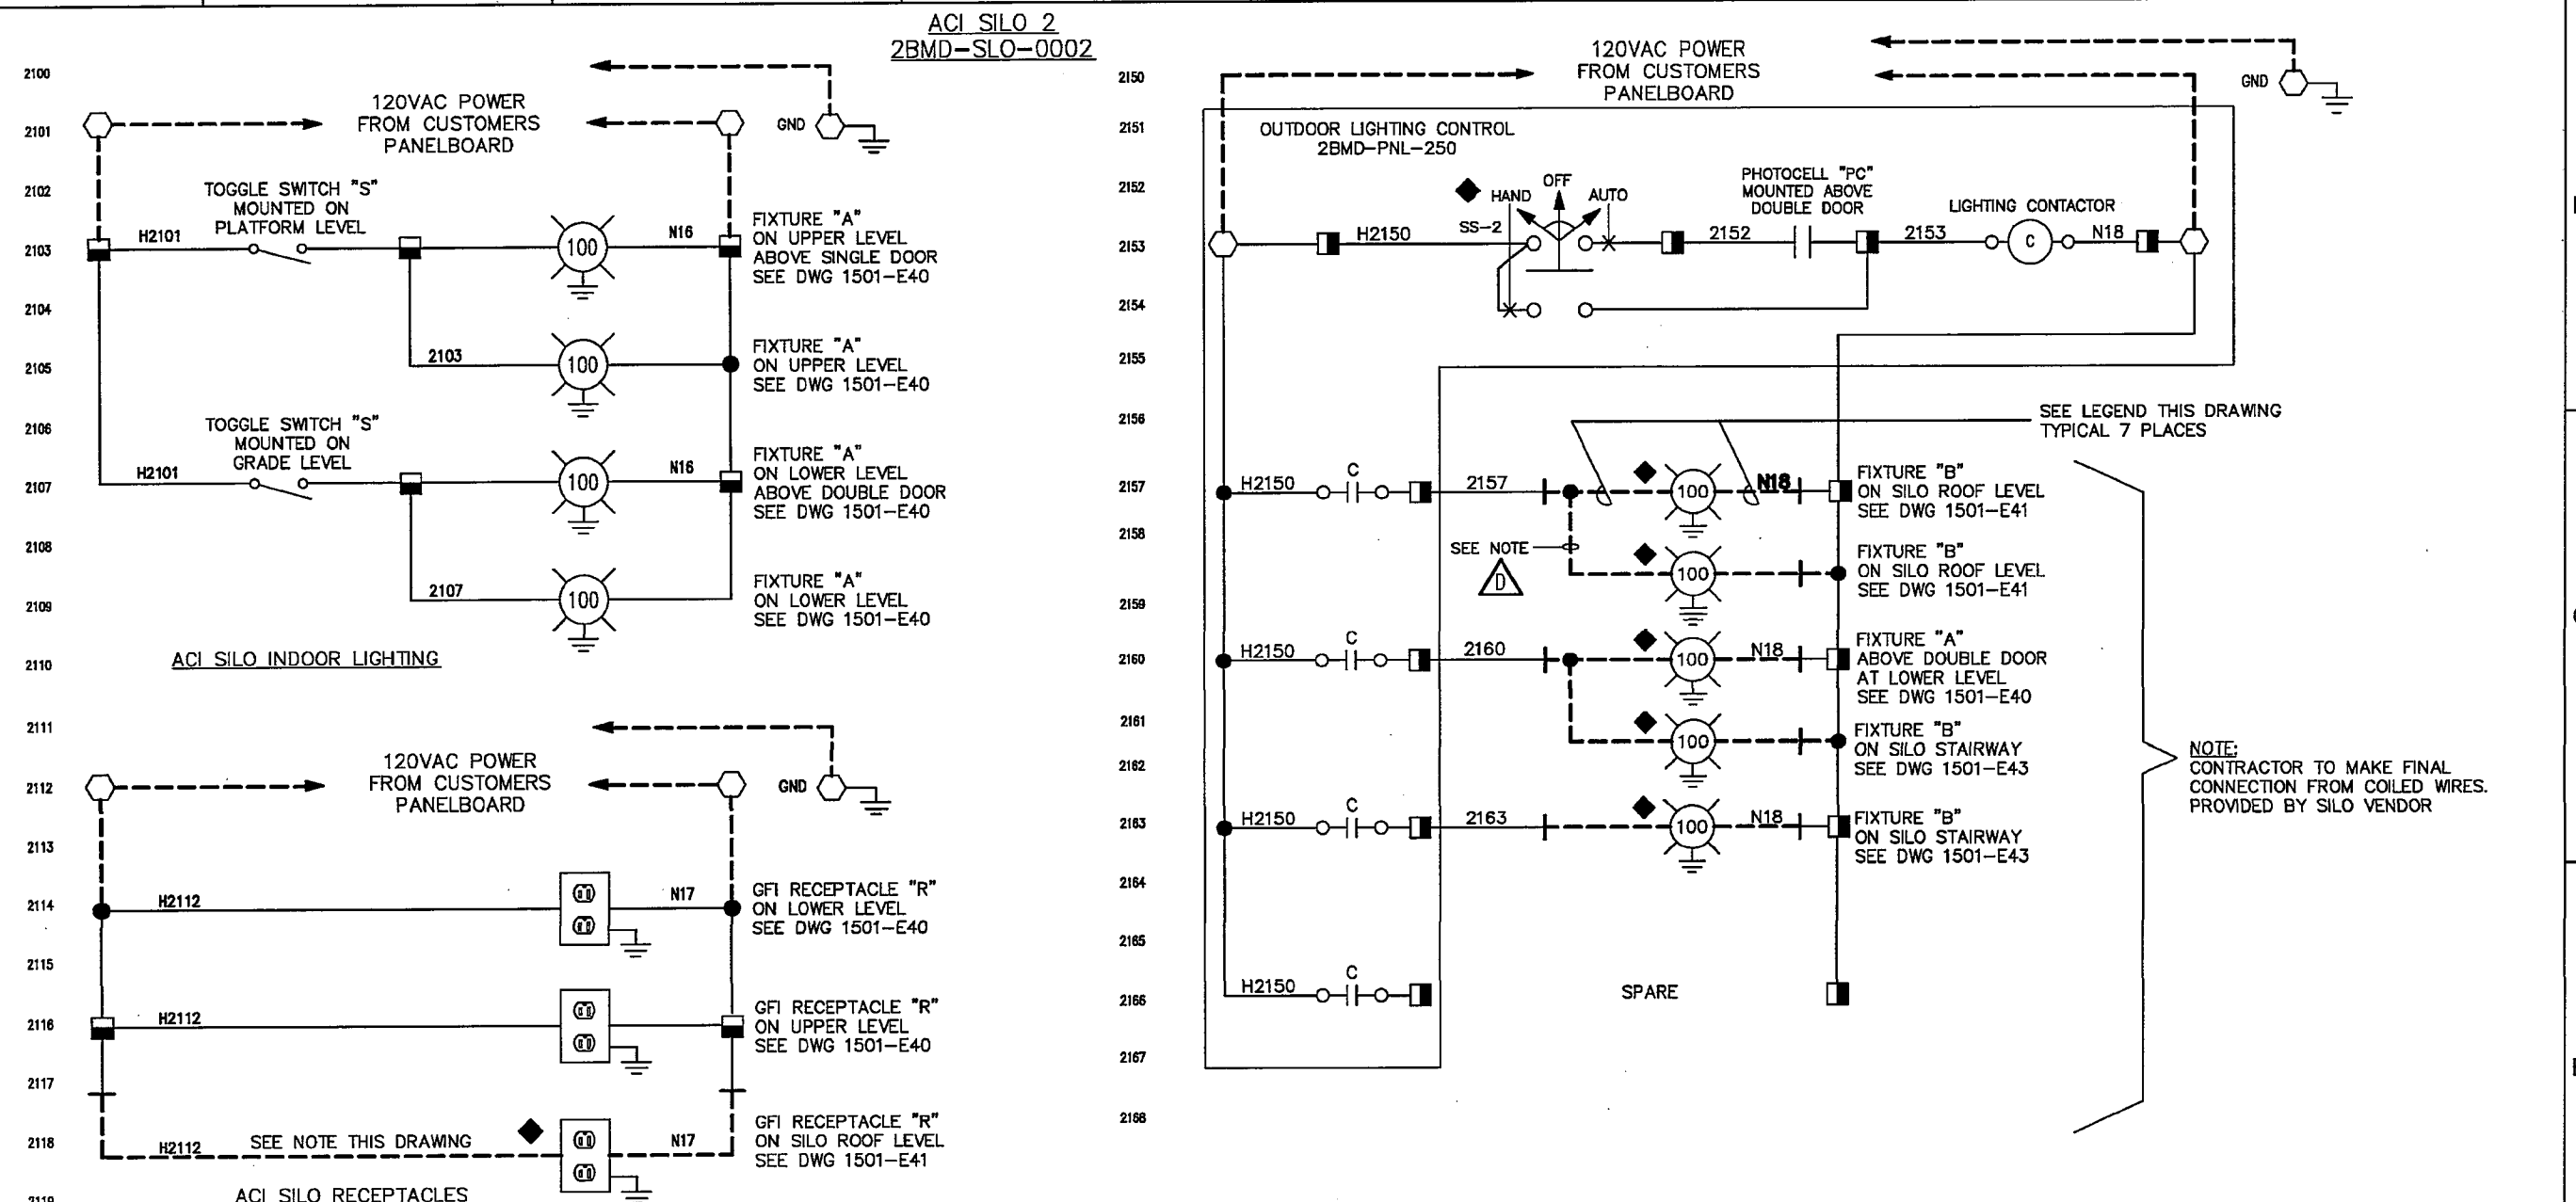 ACI SILO 2
2BMD-SLO-0002
2100
120VAC POWER
FROM CUSTOMERS
PANELBOARD
GND
2101
2102
TOGGLE SWITCH "S"
MOUNTED ON
PLATFORM LEVEL
2103
H2101
100
N16
FIXTURE "A"
ON UPPER LEVEL
ABOVE SINGLE DOOR
SEE DWG 1501-E40
2104
2105
2103
100
FIXTURE "A"
ON UPPER LEVEL
SEE DWG 1501-E40
2106
TOGGLE SWITCH "S"
MOUNTED ON
GRADE LEVEL
2107
H2101
100
N16
FIXTURE "A"
ON LOWER LEVEL
ABOVE DOUBLE DOOR
SEE DWG 1501-E40
2108
2109
2107
100
FIXTURE "A"
ON LOWER LEVEL
SEE DWG 1501-E40
2110
ACI SILO INDOOR LIGHTING
2111
120VAC POWER
FROM CUSTOMERS
PANELBOARD
GND
2112
2113
2114
H2112
N17
GFI RECEPTACLE "R"
ON LOWER LEVEL
SEE DWG 1501-E40
2115
2116
H2112
GFI RECEPTACLE "R"
ON UPPER LEVEL
SEE DWG 1501-E40
2117
2118
H2112
SEE NOTE THIS DRAWING
N17
GFI RECEPTACLE "R"
ON SILO ROOF LEVEL
SEE DWG 1501-E41
2119
ACI SILO RECEPTACLES
2150
120VAC POWER
FROM CUSTOMERS
PANELBOARD
GND
2151
OUTDOOR LIGHTING CONTROL
2BMD-PNL-250
2152
HAND
OFF
AUTO
SS-2
PHOTOCELL "PC"
MOUNTED ABOVE
DOUBLE DOOR
LIGHTING CONTACTOR
2153
H2150
2152
2153
C
N18
2154
2155
2156
SEE LEGEND THIS DRAWING
TYPICAL 7 PLACES
2157
H2150
C
2157
100
N18
FIXTURE "B"
ON SILO ROOF LEVEL
SEE DWG 1501-E41
2158
SEE NOTE
D
100
FIXTURE "B"
ON SILO ROOF LEVEL
SEE DWG 1501-E41
2159
2160
H2150
C
2160
100
N18
FIXTURE "A"
ABOVE DOUBLE DOOR
AT LOWER LEVEL
SEE DWG 1501-E40
2161
100
FIXTURE "B"
ON SILO STAIRWAY
SEE DWG 1501-E43
2162
NOTE:
CONTRACTOR TO MAKE FINAL
CONNECTION FROM COILED WIRES.
PROVIDED BY SILO VENDOR
2163
H2150
C
2163
100
N18
FIXTURE "B"
ON SILO STAIRWAY
SEE DWG 1501-E43
2164
2165
2166
H2150
C
SPARE
2167
2168